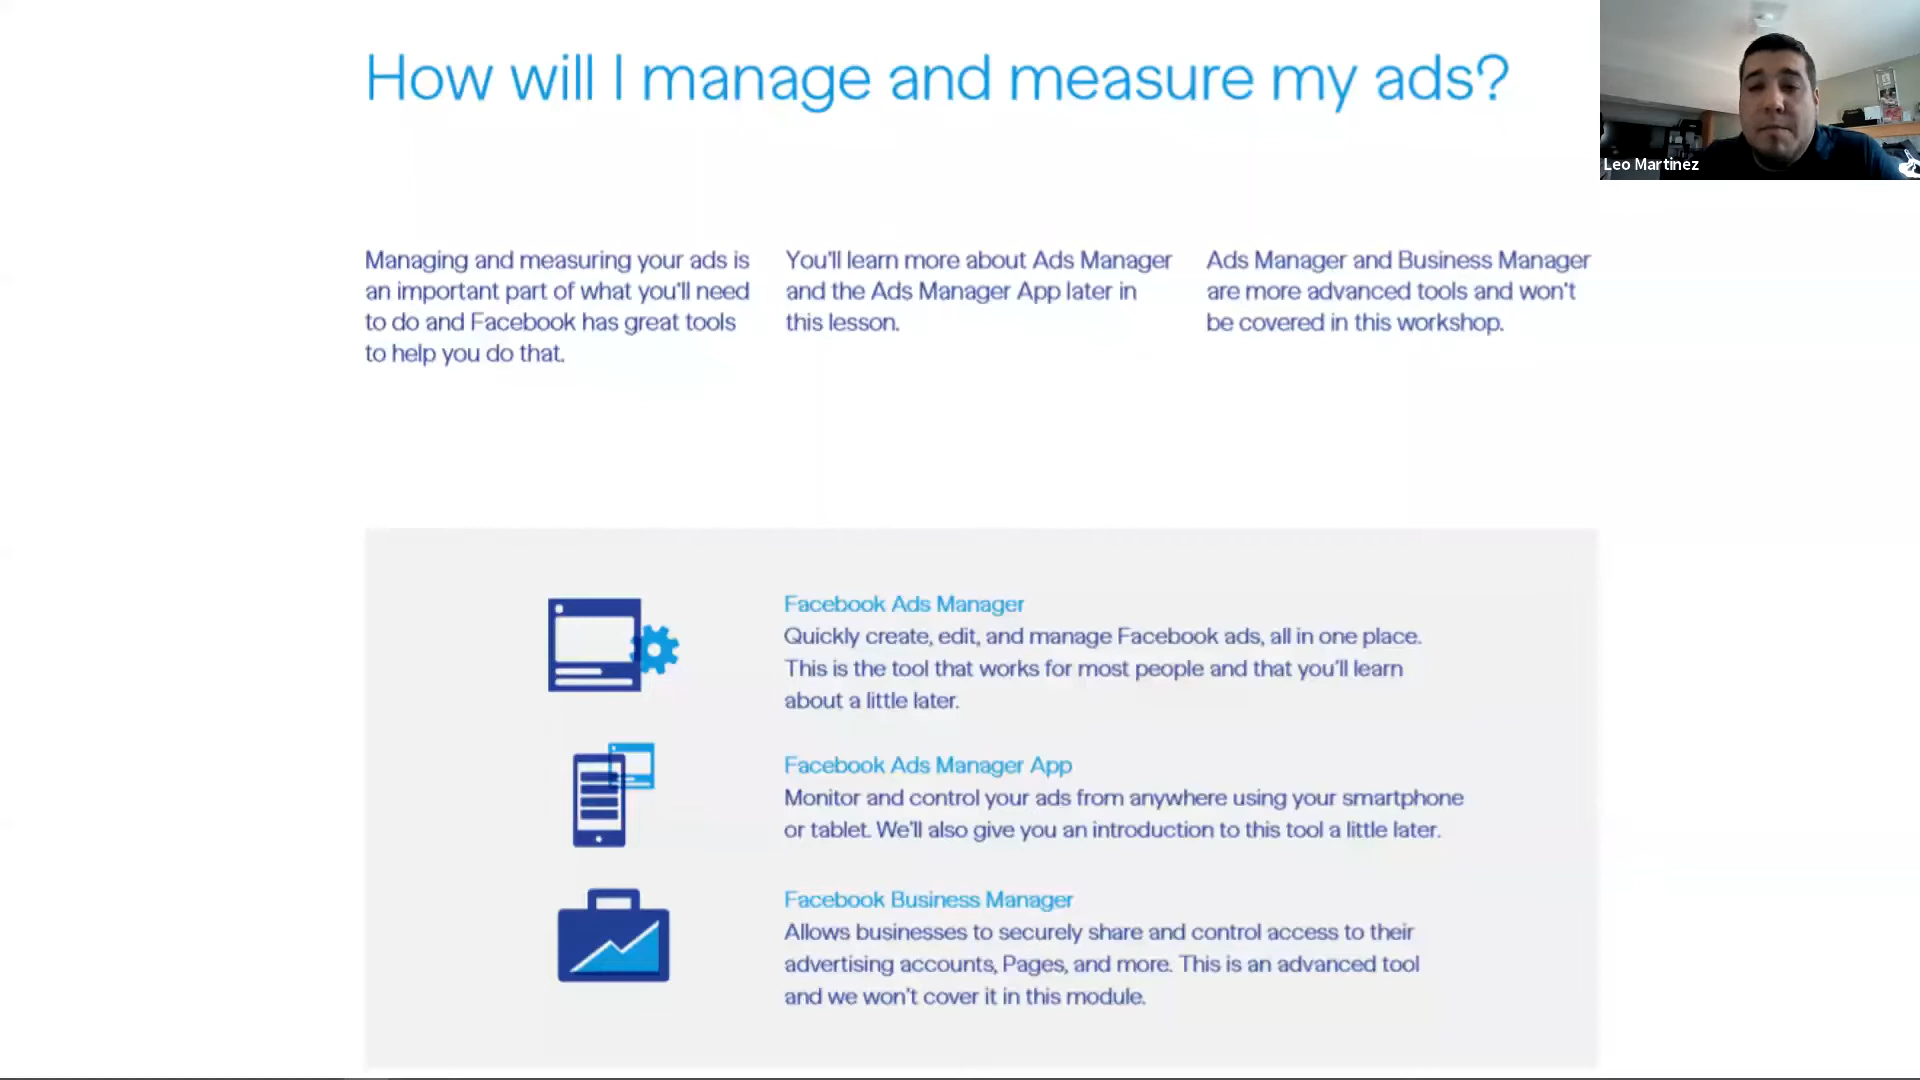 How will I manage and measure my ads?
Leo Martinez
Managing and measuring your ads is
an important part of what you'll need
to do and Facebook has great tools
to help you do that.
You'll learn more about Ads Manager
and the Ads Manager App later in
this lesson.
Ads Manager and Business Manager
are more advanced tools and won't
be covered in this workshop.
Facebook Ads Manager
Quickly create, edit, and manage Facebook ads, all in one place.
This is the tool that works for most people and that you'll learn
about a little later.
Facebook Ads Manager App
Monitor and control your ads from anywhere using your smartphone
or tablet. We'll also give you an introduction to this tool a little later.
Facebook Business Manager
Allows businesses to securely share and control access to their
advertising accounts, Pages, and more. This is an advanced tool
and we won't cover it in this module.